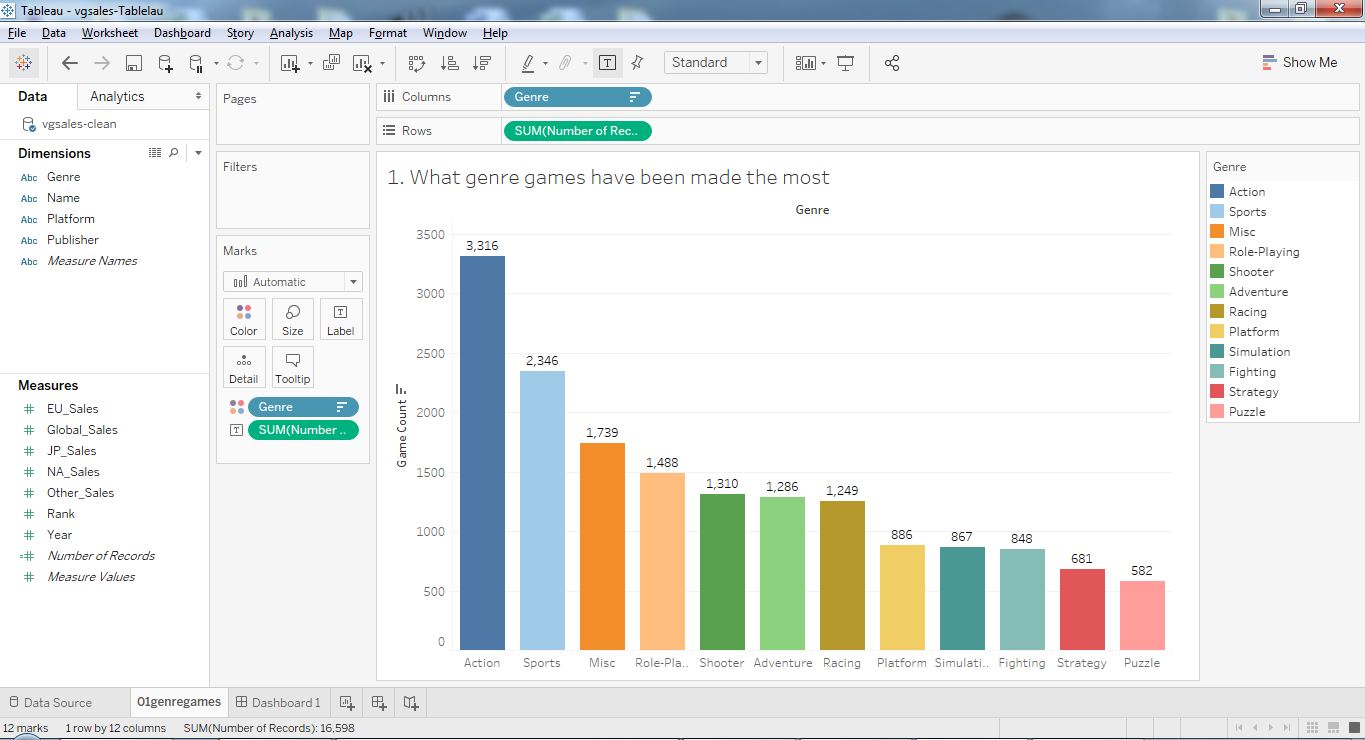 Tableau - vgsales-Tablelau
File Data Worksheet Dashboard Story Analysis Map Format Window Help
Standard
Show Me
Data Analytics
vgsales-clean
Dimensions
Abc Genre
Abc Name
Abc Platform
Abc Publisher
Abc Measure Names
Measures
EU_Sales
Global_Sales
JP_Sales
NA_Sales
Other_Sales
Rank
Year
Number of Records
Measure Values
Pages
Filters
Marks
Automatic
Color Size Label
Detail Tooltip
Genre
SUM(Number ..
Columns Genre
Rows SUM(Number of Rec..
1. What genre games have been made the most
Genre
Game Count
3500
3000
2500
2000
1500
1000
500
0
3,316
2,346
1,739
1,488
1,310
1,286
1,249
886
867
848
681
582
Action Sports Misc Role-Pla.. Shooter Adventure Racing Platform Simulati.. Fighting Strategy Puzzle
Genre
Action
Sports
Misc
Role-Playing
Shooter
Adventure
Racing
Platform
Simulation
Fighting
Strategy
Puzzle
Data Source 01genregames Dashboard 1
12 marks 1 row by 12 columns SUM(Number of Records): 16,598